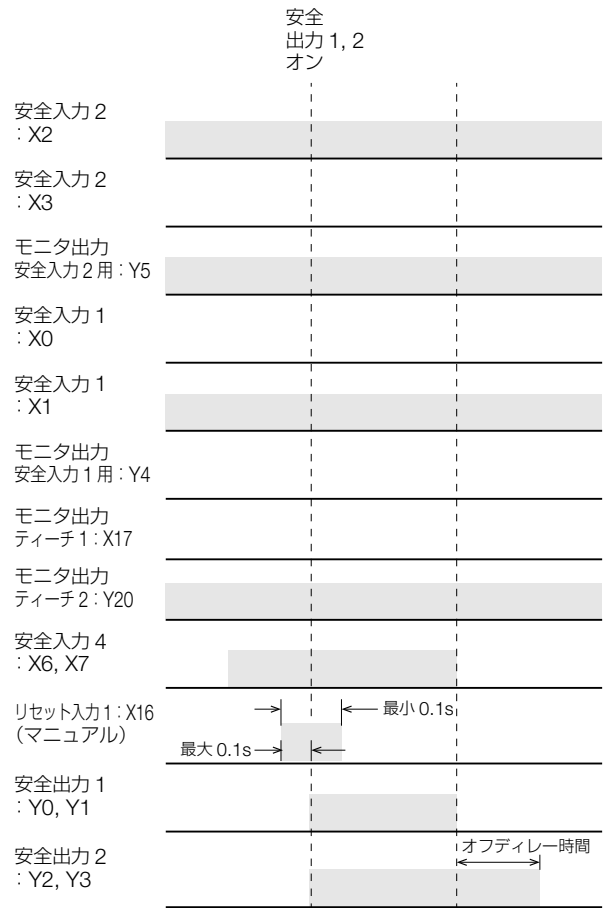 安全
出力 1, 2
オン
安全入力 2
：X2
安全入力 2
：X3
モニタ出力
安全入力 2 用：Y5
安全入力 1
：X0
安全入力 1
：X1
モニタ出力
安全入力 1 用：Y4
モニタ出力
ティーチ 1：X17
モニタ出力
ティーチ 2：Y20
安全入力 4
：X6, X7
リセット入力 1：X16
（マニュアル）
最小 0.1s
最大 0.1s
安全出力 1
：Y0, Y1
安全出力 2
：Y2, Y3
オフディレー時間